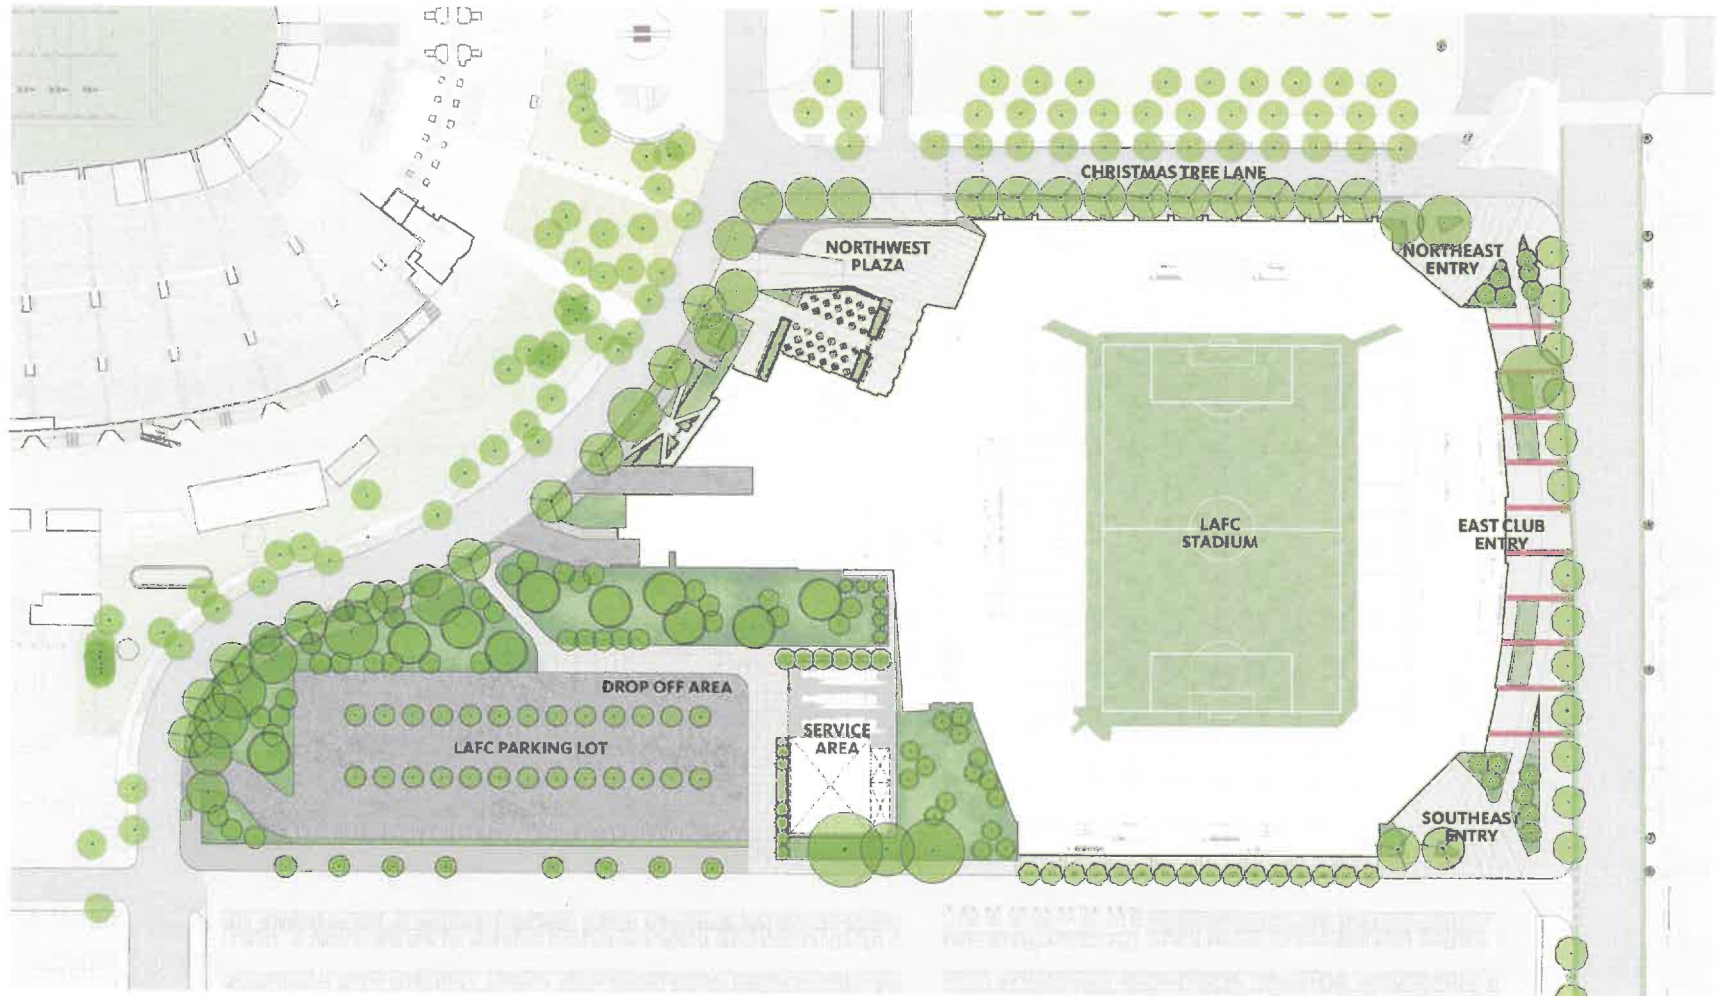 CHRISTMAS TREE LANE
NORTHWEST
PLAZA
NORTHEAST
ENTRY
LAFC
STADIUM
EAST CLUB
ENTRY
DROP OFF AREA
LAFC PARKING LOT
SERVICE
AREA
SOUTHEAST
ENTRY